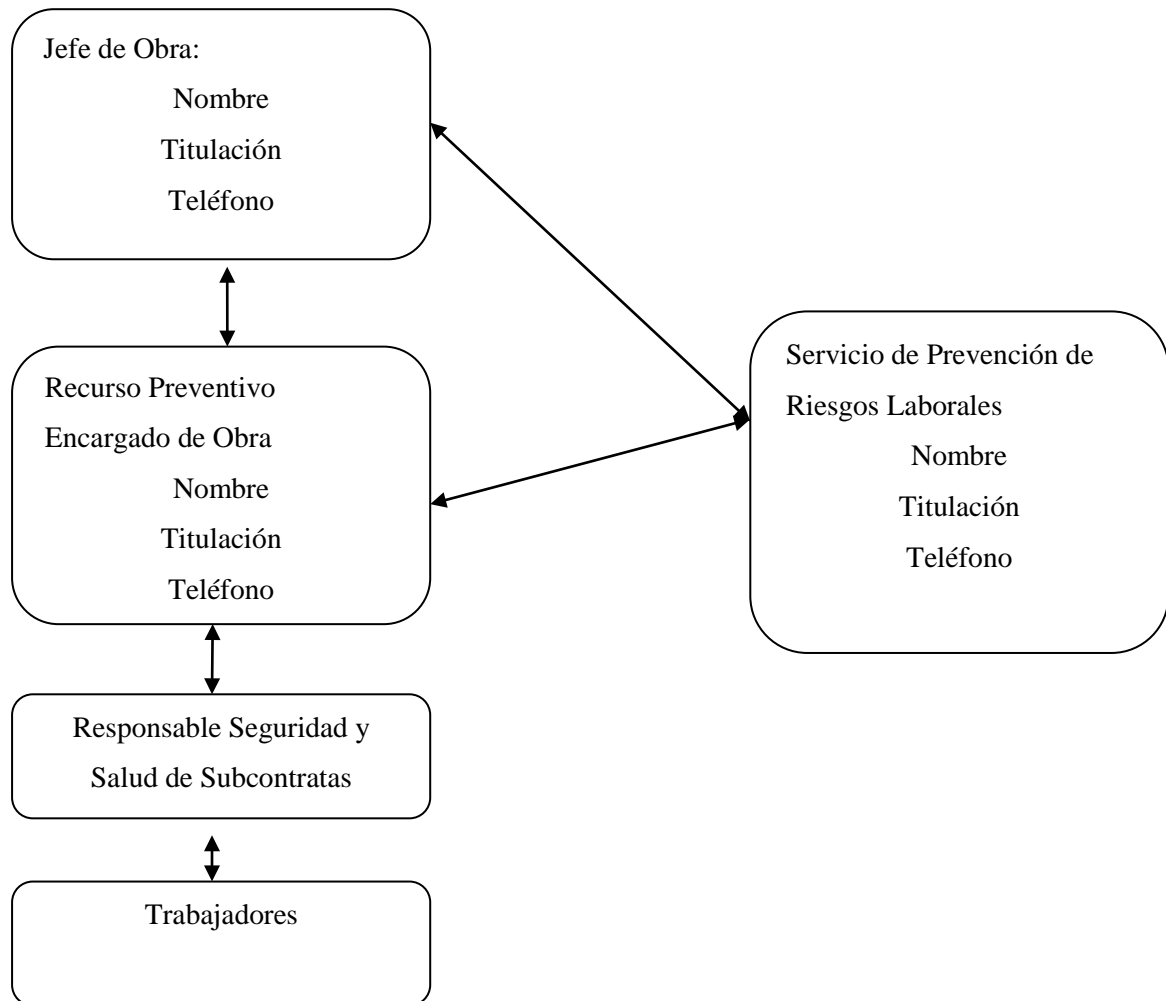 Jefe de Obra:
Nombre
Titulación
Teléfono
Recurso Preventivo
Encargado de Obra
Nombre
Titulación
Teléfono
Servicio de Prevención de
Riesgos Laborales
Nombre
Titulación
Teléfono
Responsable Seguridad y
Salud de Subcontratas
Trabajadores